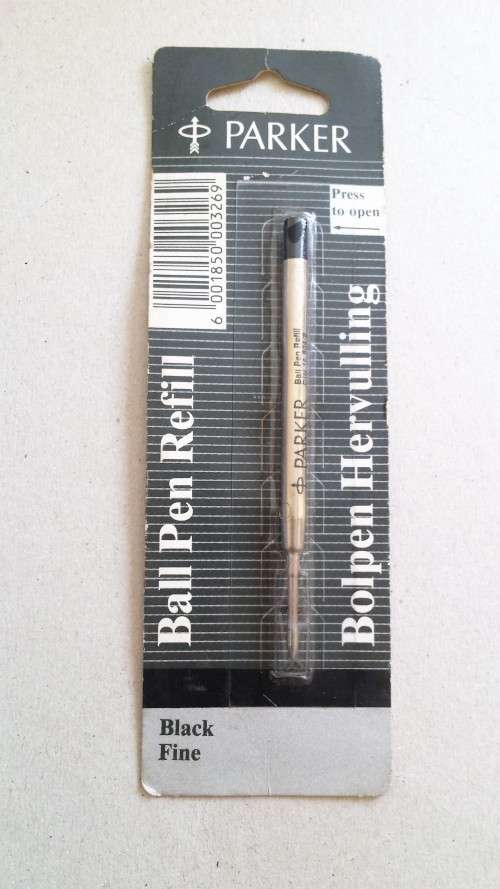 PARKER
Press
to open
6 001850 003269
Ball Pen Refill
Bolpen Hervulling
PARKER
Ball Pen Refill
Black
Fine